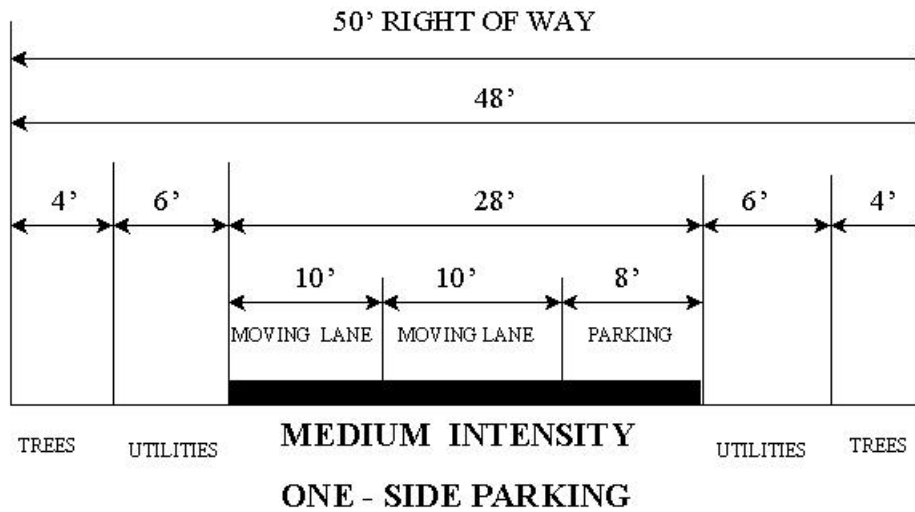 50’ RIGHT OF WAY
48’
4’ 6’ 28’ 6’ 4’
10’ 10’ 8’
MOVING LANE MOVING LANE PARKING
TREES UTILITIES MEDIUM INTENSITY UTILITIES TREES
ONE - SIDE PARKING